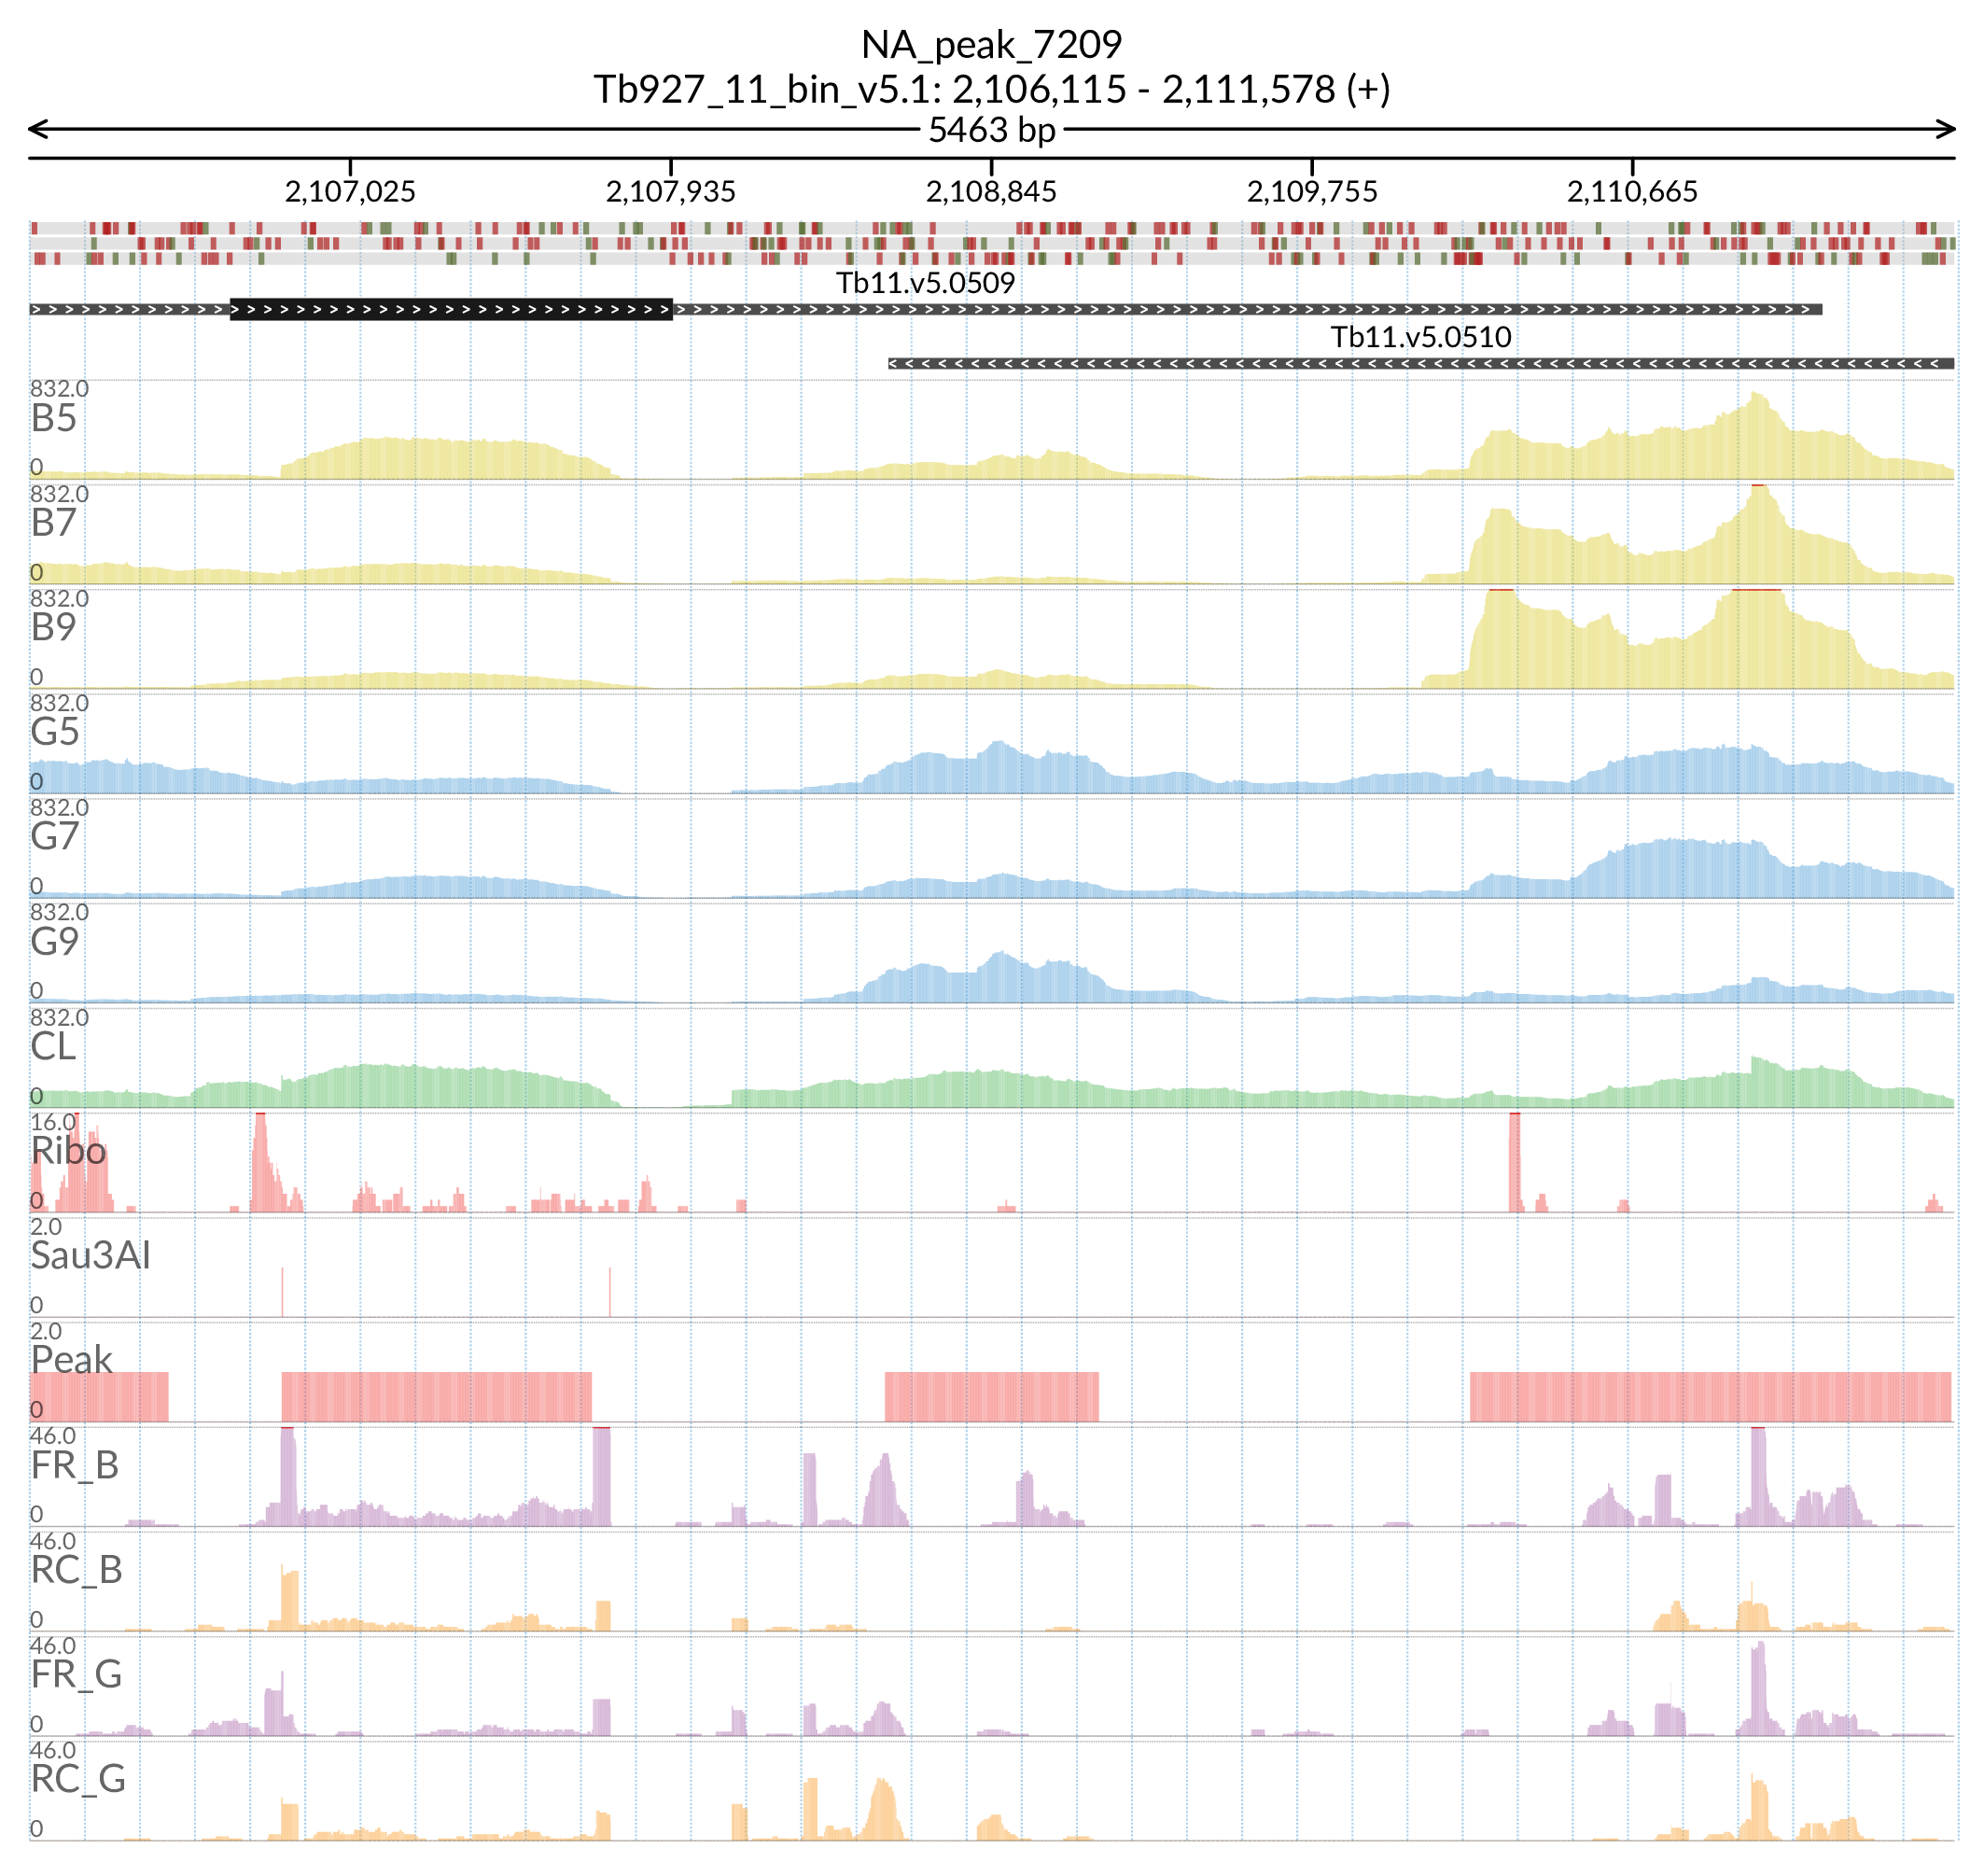 NA_peak_7209
Tb927_11_bin_v5.1: 2,106,115 - 2,111,578 (+)
5463 bp
2,107,025 2,107,935 2,108,845 2,109,755 2,110,665
Tb11.v5.0509
Tb11.v5.0510
832.0
B5
0
832.0
B7
0
832.0
B9
0
832.0
G5
0
832.0
G7
0
832.0
G9
0
832.0
CL
0
16.0
Ribo
0
2.0
Sau3AI
0
2.0
Peak
0
46.0
FR_B
0
46.0
RC_B
0
46.0
FR_G
0
46.0
RC_G
0